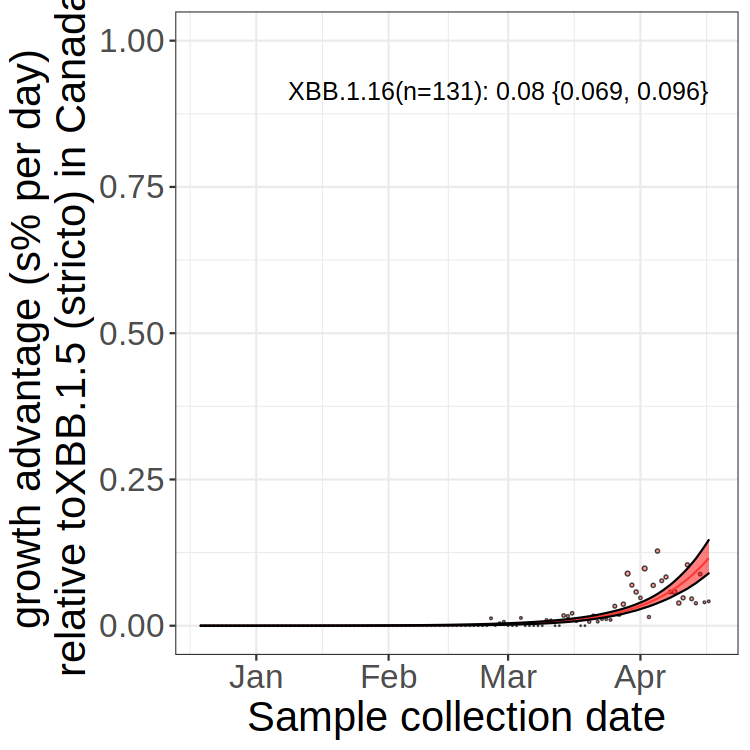 growth advantage (s% per day)
relative toXBB.1.5 (stricto) in Canada
1.00
0.75
0.50
0.25
0.00
XBB.1.16(n=131): 0.08 {0.069, 0.096}
Jan
Feb
Mar
Apr
Sample collection date